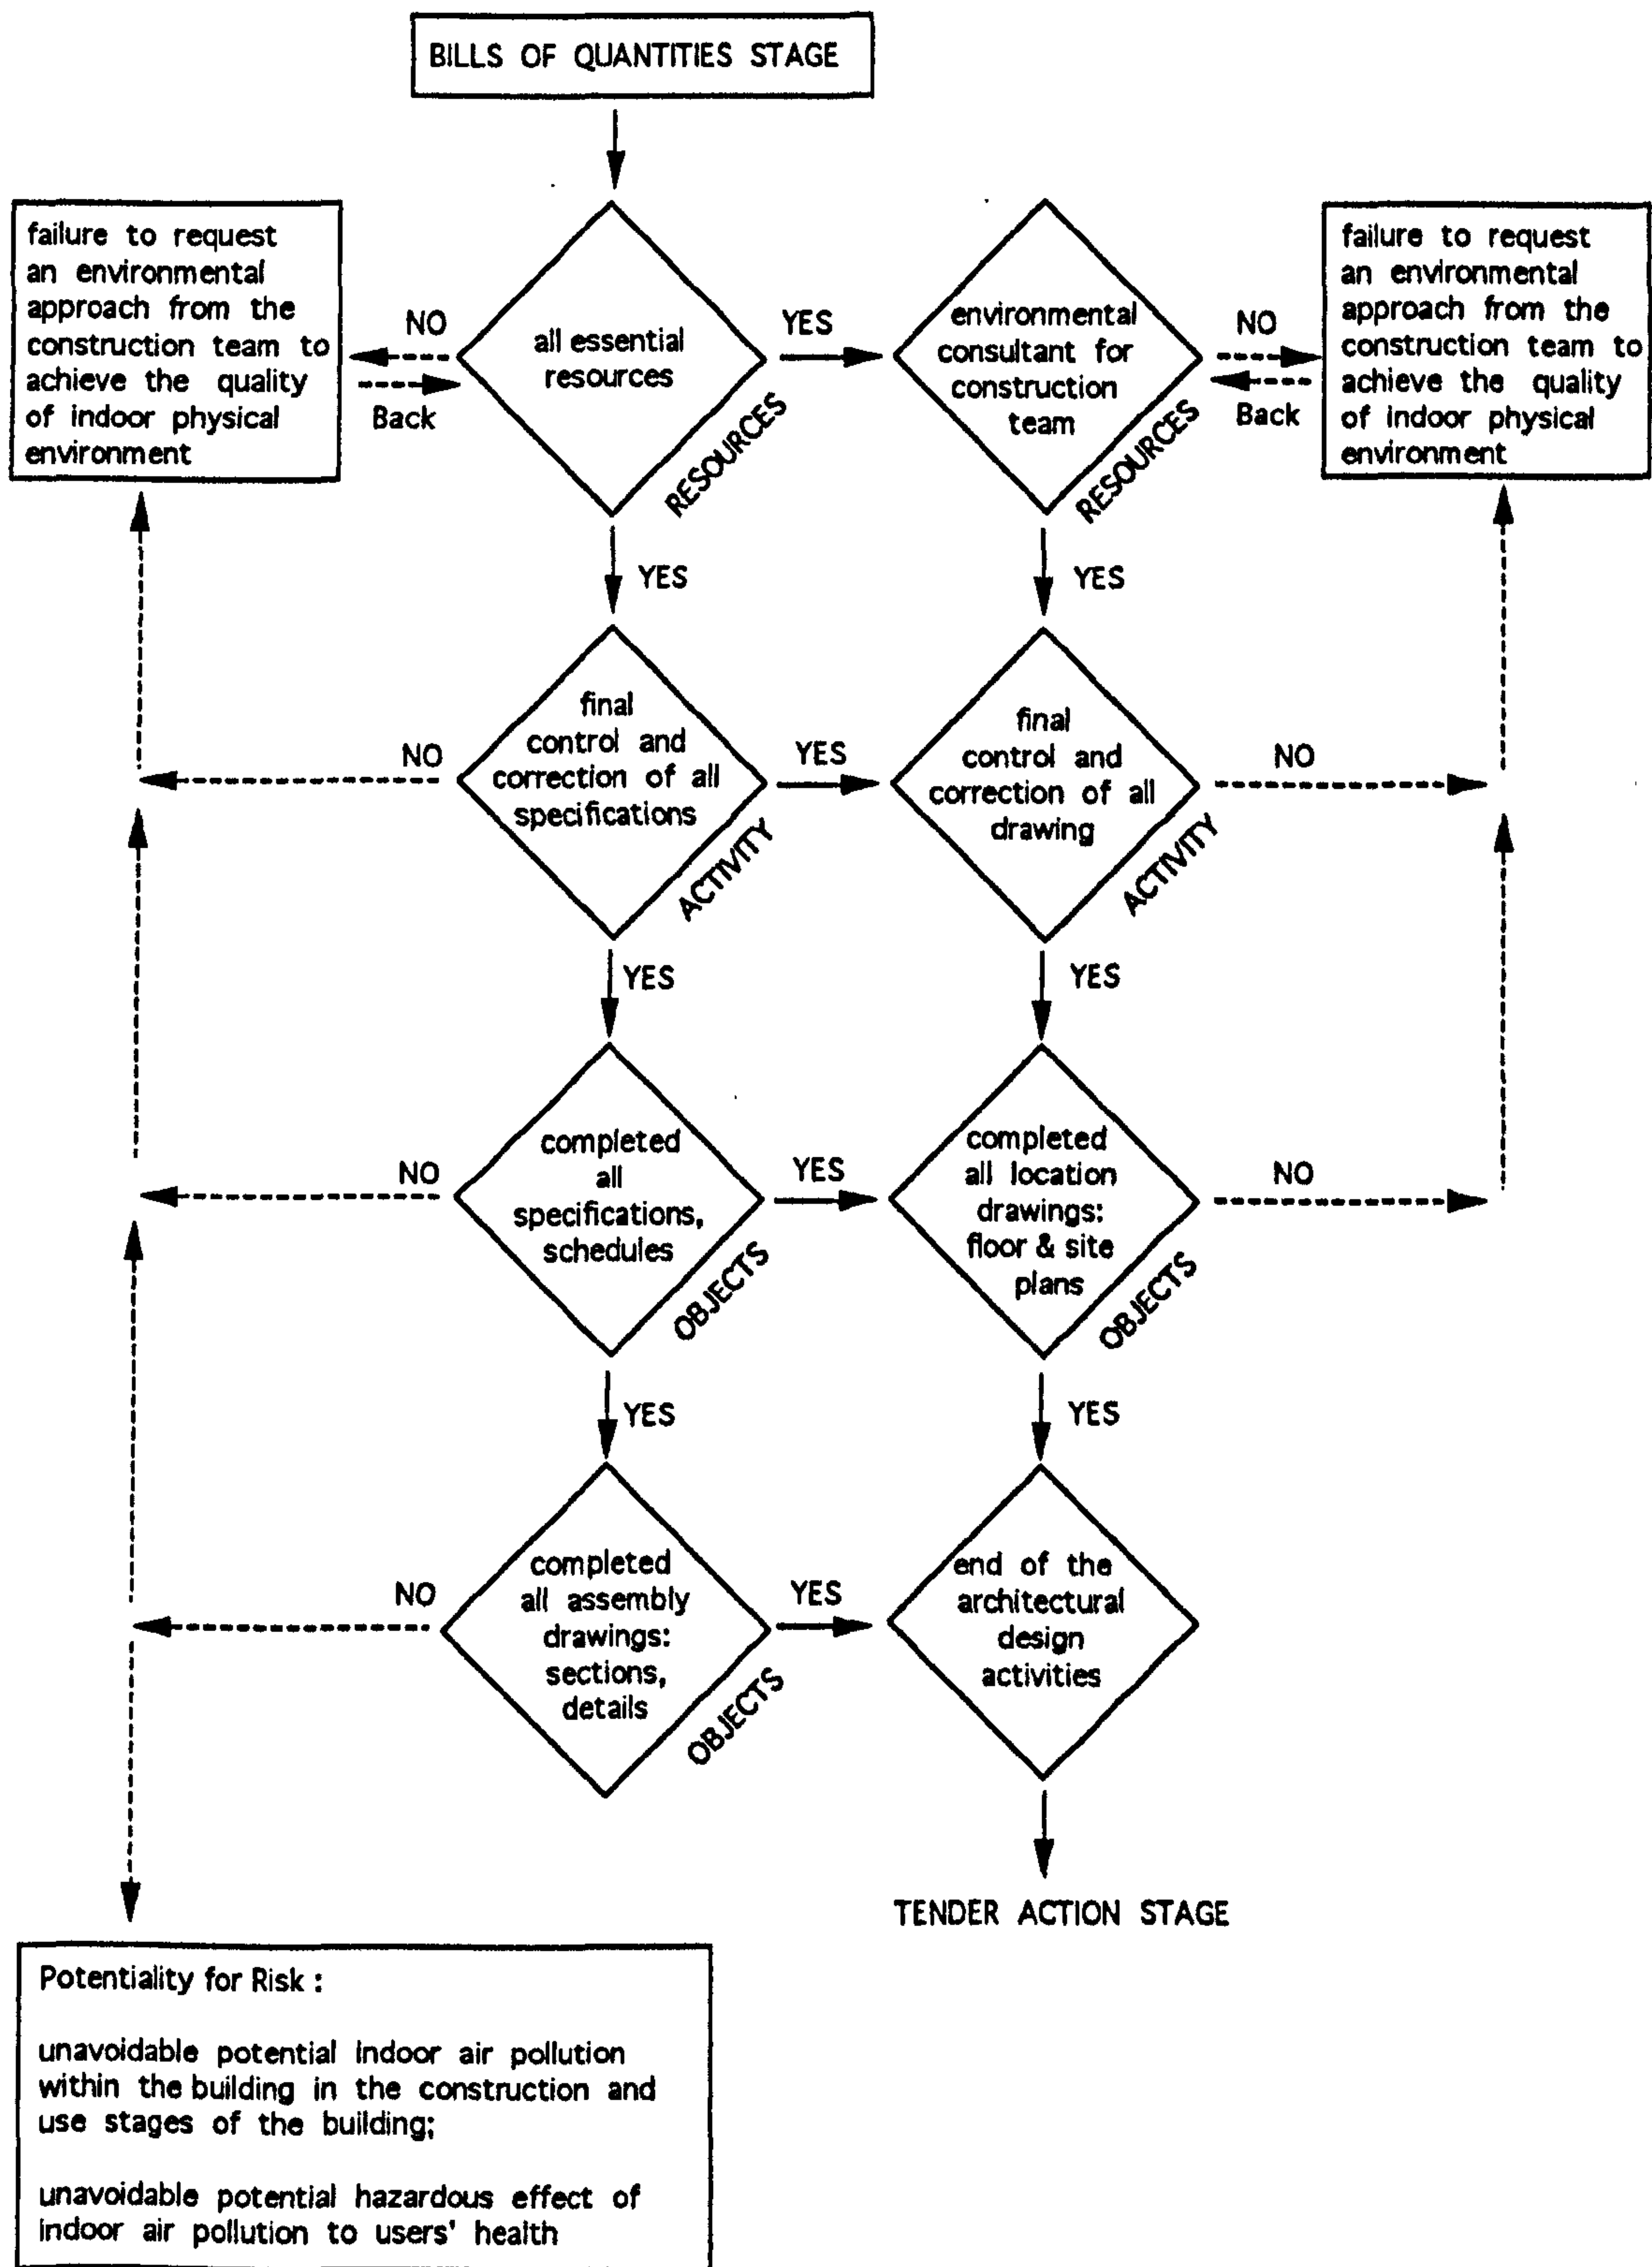 BILLS OF QUANTITIES STAGE
failure to request
an environmental
approach from the
construction team to
achieve the quality
of indoor physical
environment
NO
Back
all essential
resources
RESOURCES
YES
environmental
consultant for
construction
team
RESOURCES
NO
Back
failure to request
an environmental
approach from the
construction team to
achieve the quality
of indoor physical
environment
YES
YES
NO
final
control and
correction of all
specifications
ACTIVITY
YES
final
control and
correction of all
drawing
ACTIVITY
NO
YES
YES
NO
completed
all
specifications,
schedules
OBJECTS
YES
completed
all location
drawings:
floor & site
plans
OBJECTS
NO
YES
YES
NO
completed
all assembly
drawings:
sections,
details
OBJECTS
YES
end of the
architectural
design
activities
TENDER ACTION STAGE
Potentiality for Risk :
unavoidable potential indoor air pollution
within the building in the construction and
use stages of the building;
unavoidable potential hazardous effect of
indoor air pollution to users' health